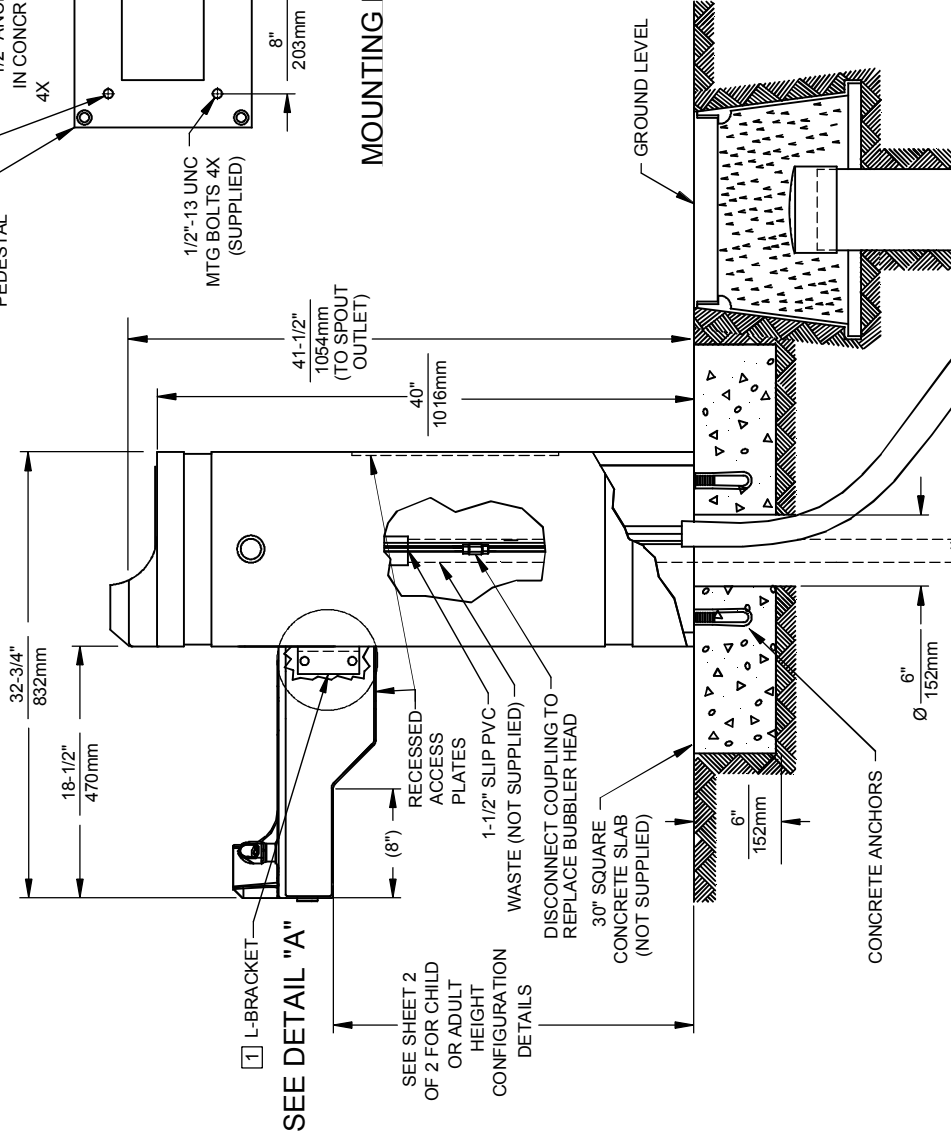 PEDESTAL
1/2" ANCH
IN CONCR
4X
8"
203mm
1/2"-13 UNC
MTG BOLTS 4X
(SUPPLIED)
MOUNTING
32-3/4"
832mm
18-1/2"
470mm
41-1/2"
1054mm
(TO SPOUT
OUTLET)
40"
1016mm
GROUND LEVEL
1 L-BRACKET
SEE DETAIL "A"
(8")
RECESSED
ACCESS
PLATES
1-1/2" SLIP PVC
WASTE (NOT SUPPLIED)
DISCONNECT COUPLING TO
REPLACE BUBBLER HEAD
30" SQUARE
CONCRETE SLAB
(NOT SUPPLIED)
SEE SHEET 2
OF 2 FOR CHILD
OR ADULT
HEIGHT
CONFIGURATION
DETAILS
6"
152mm
Ø 6"
152mm
CONCRETE ANCHORS